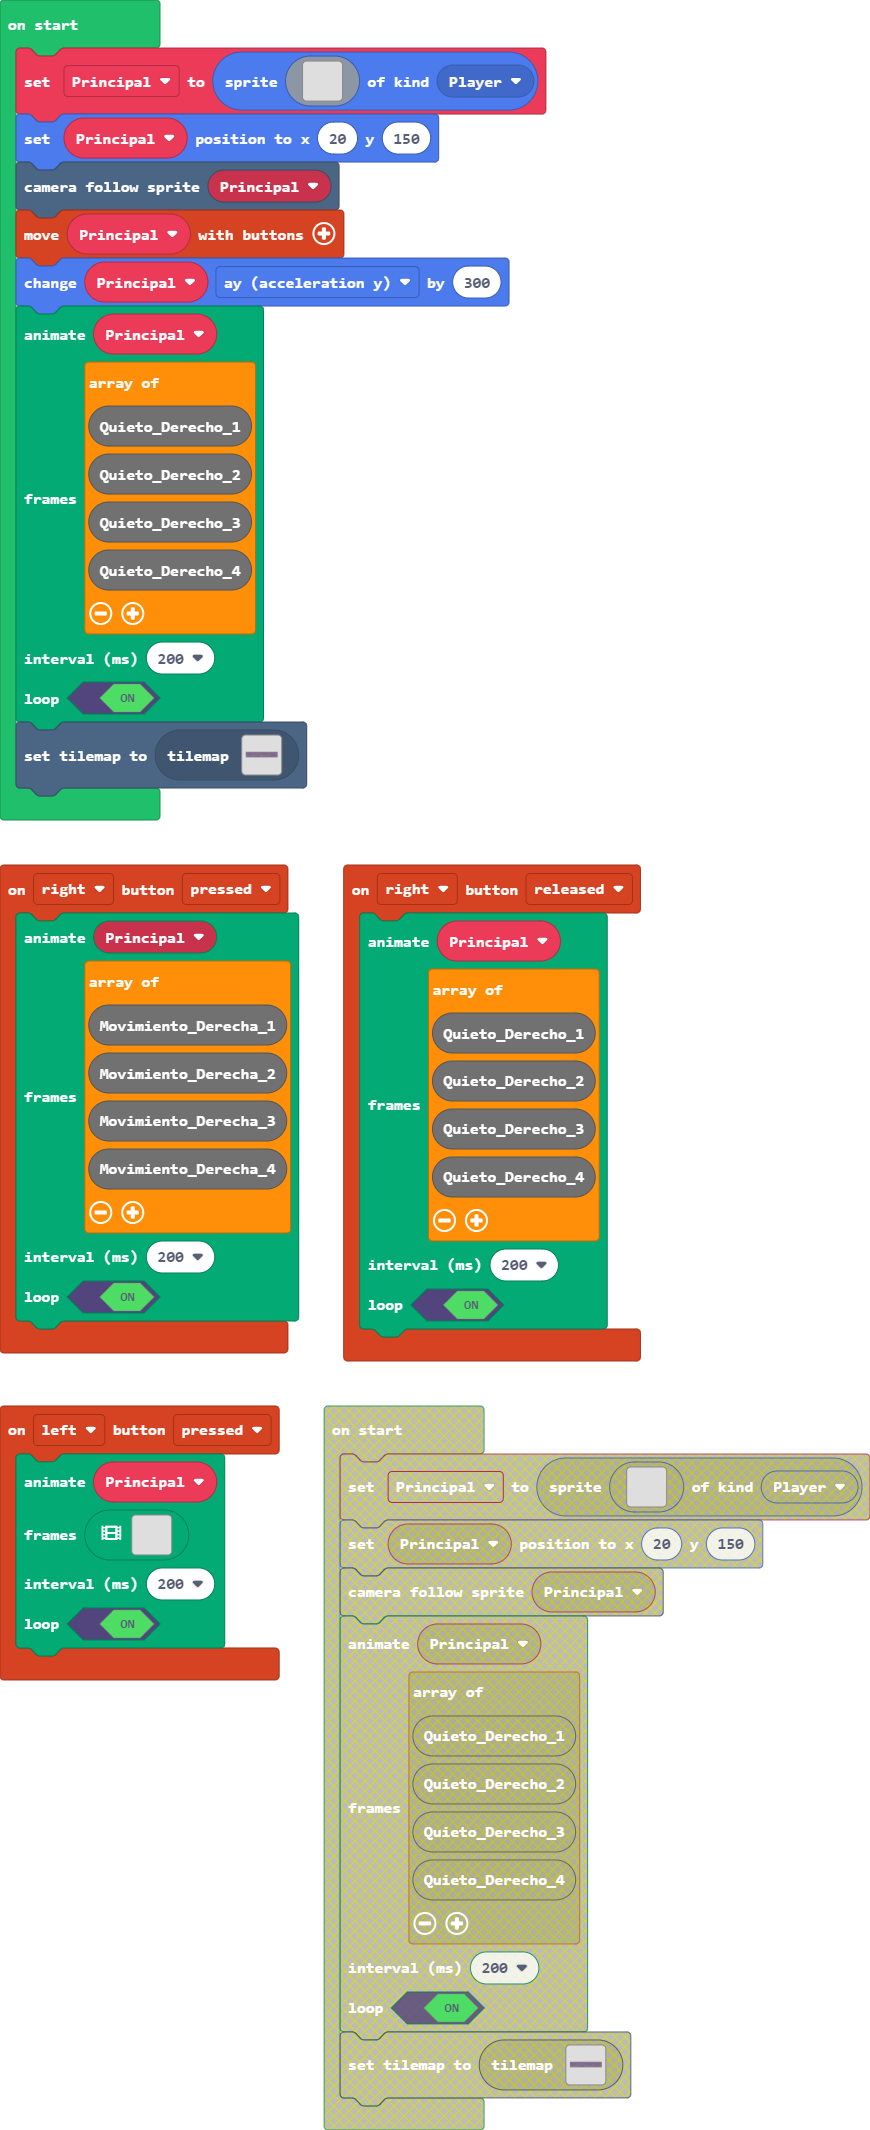 on start
set Principal to sprite of kind Player
set Principal position to x 20 y 150
camera follow sprite Principal
move Principal with buttons
change Principal ay (acceleration y) by 300
animate Principal
array of
Quieto_Derecho_1
Quieto_Derecho_2
frames
Quieto_Derecho_3
Quieto_Derecho_4
interval (ms) 200
loop ON
set tilemap to tilemap
on right button pressed
animate Principal
array of
Movimiento_Derecha_1
Movimiento_Derecha_2
frames
Movimiento_Derecha_3
Movimiento_Derecha_4
interval (ms) 200
loop ON
on right button released
animate Principal
array of
Quieto_Derecho_1
Quieto_Derecho_2
frames
Quieto_Derecho_3
Quieto_Derecho_4
interval (ms) 200
loop ON
on left button pressed
animate Principal
frames
interval (ms) 200
loop ON
on start
set Principal to sprite of kind Player
set Principal position to x 20 y 150
camera follow sprite Principal
animate Principal
array of
Quieto_Derecho_1
Quieto_Derecho_2
frames
Quieto_Derecho_3
Quieto_Derecho_4
interval (ms) 200
loop ON
set tilemap to tilemap